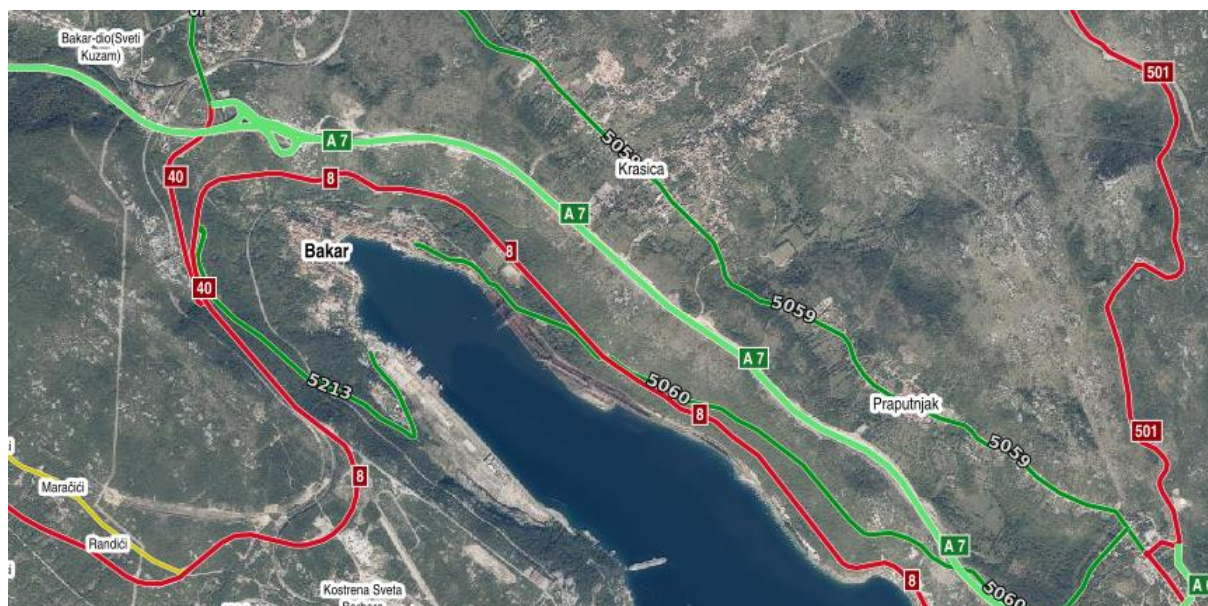 Bakar-dio(Sveti
Kuzam)
501
A 7
5059
Krasica
40
8
A 7
8
Bakar
40
5059
A 7
5213
5060
8
Praputnjak
501
5059
8
Maračići
Randići
A 7
8
Kostrena Sveta
Barbara
5060